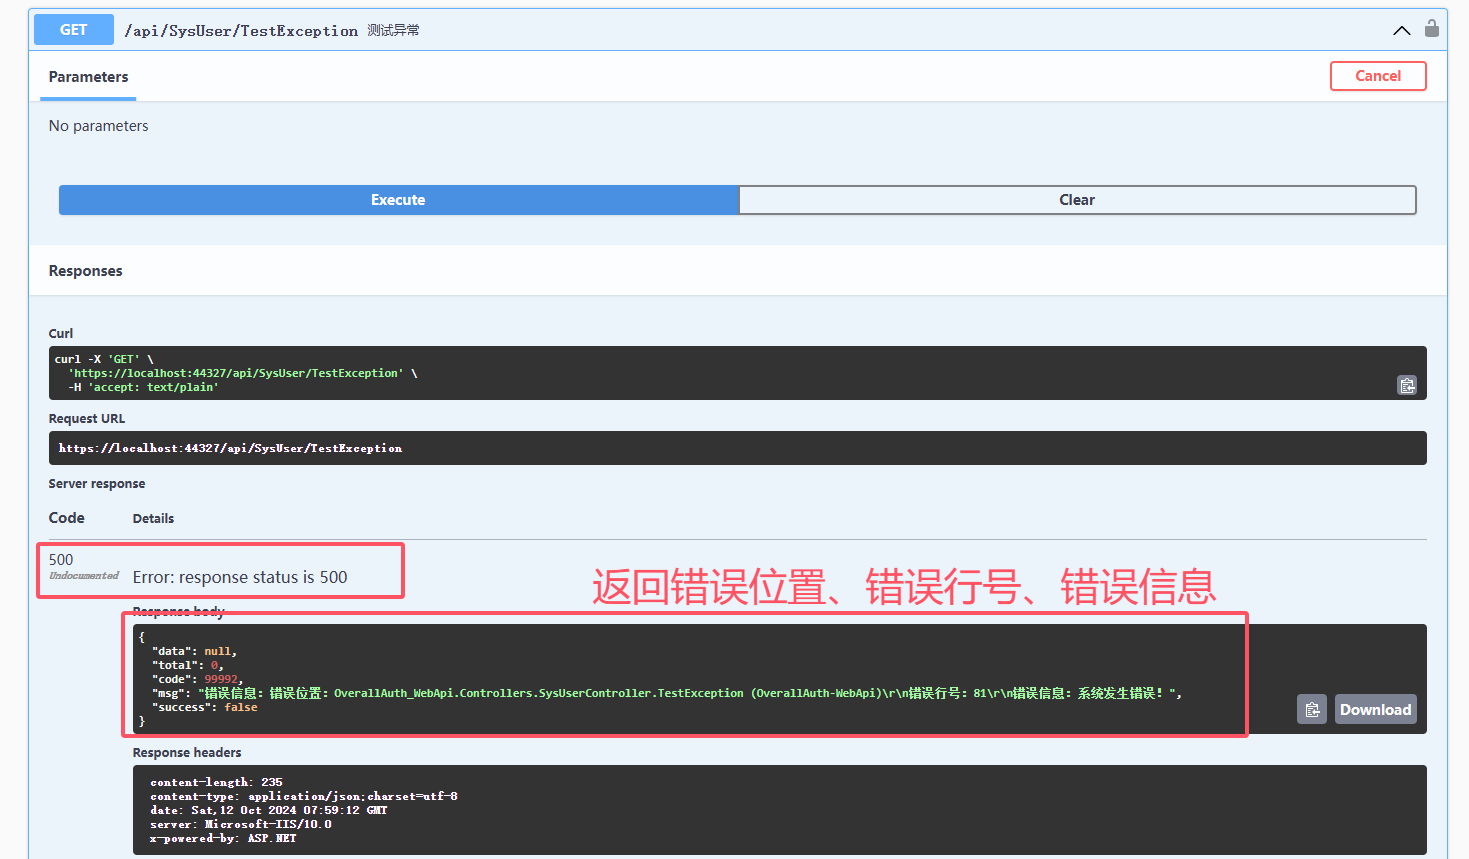 GET /api/SysUser/TestException 测试异常
Parameters
Cancel
No parameters
Execute
Clear
Responses
Curl
curl -X 'GET' \
  'https://localhost:44327/api/SysUser/TestException' \
  -H 'accept: text/plain'
Request URL
https://localhost:44327/api/SysUser/TestException
Server response
Code Details
500
Undocumented
Error: response status is 500
返回错误位置、错误行号、错误信息
Response body
{
  "data": null,
  "total": 0,
  "code": 99992,
  "msg": "错误信息：错误位置：OverallAuth_WebApi.Controllers.SysUserController.TestException (OverallAuth-WebApi)\r\n错误行号：81\r\n错误信息：系统发生错误！",
  "success": false
}
Download
Response headers
content-length: 235
content-type: application/json;charset=utf-8
date: Sat,12 Oct 2024 07:59:12 GMT
server: Microsoft-IIS/10.0
x-powered-by: ASP.NET